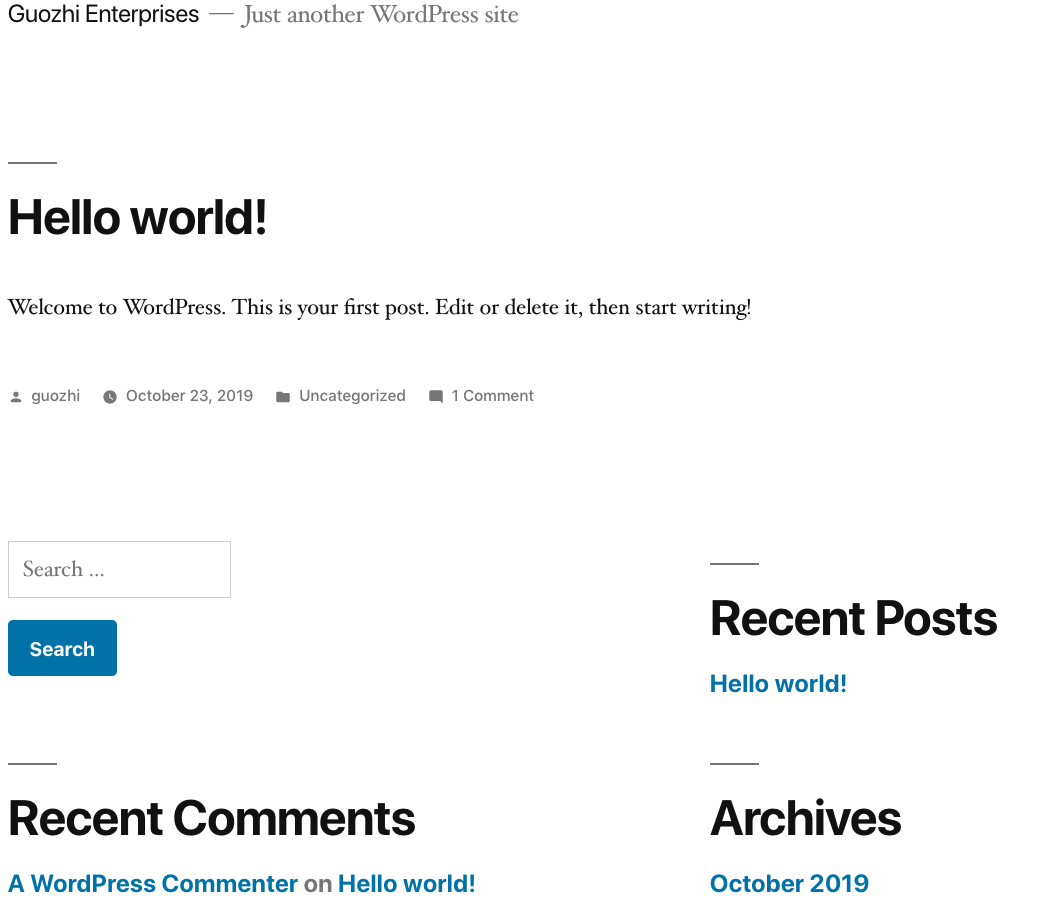 Guozhi Enterprises — Just another WordPress site
Hello world!
Welcome to WordPress. This is your first post. Edit or delete it, then start writing!
guozhi October 23, 2019 Uncategorized 1 Comment
Search ...
Search
Recent Posts
Hello world!
Recent Comments
A WordPress Commenter on Hello world!
Archives
October 2019